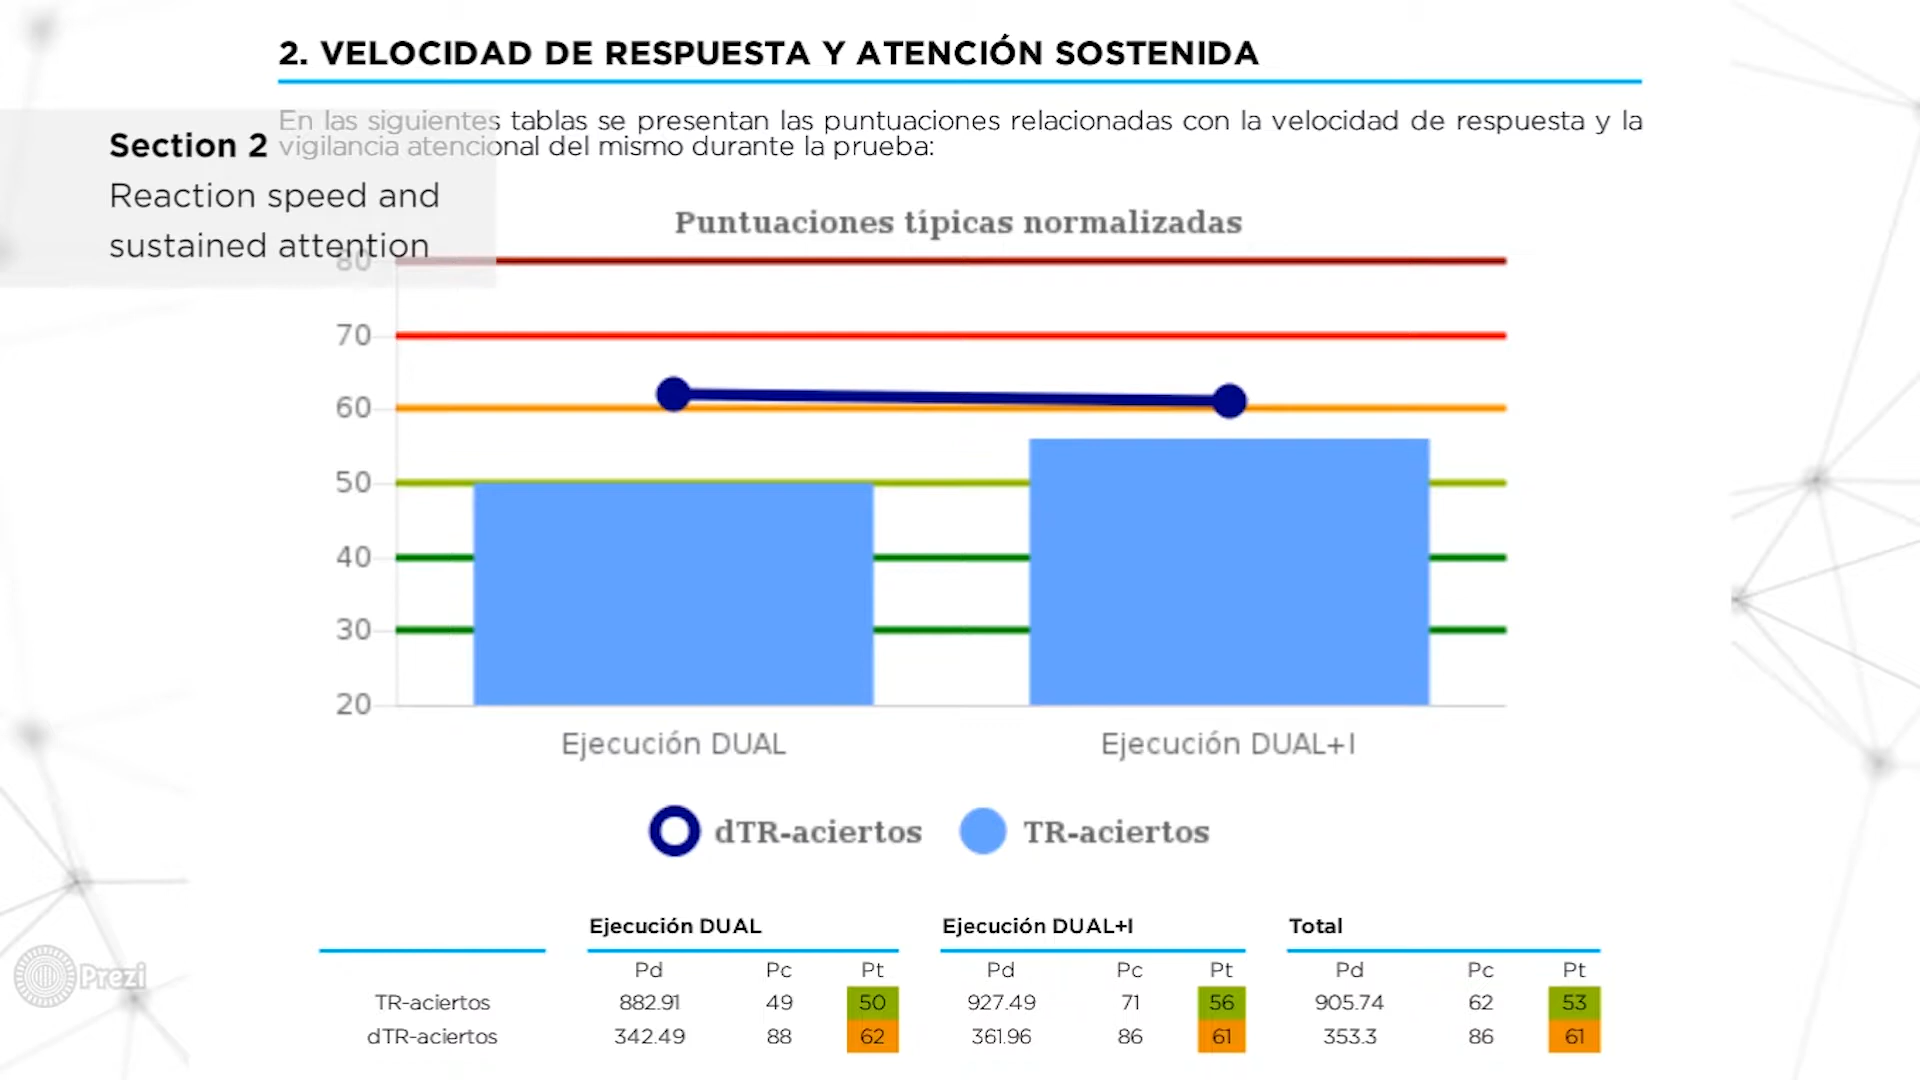 2. VELOCIDAD DE RESPUESTA Y ATENCIÓN SOSTENIDA
En las siguientes tablas se presentan las puntuaciones relacionadas con la velocidad de respuesta y la
vigilancia atencional del mismo durante la prueba:
Section 2
Reaction speed and
sustained attention
Puntuaciones típicas normalizadas
80
70
60
50
40
30
20
Ejecución DUAL Ejecución DUAL+I
dTR-aciertos TR-aciertos
Ejecución DUAL Ejecución DUAL+I Total
Pd Pc Pt Pd Pc Pt Pd Pc Pt
TR-aciertos 882.91 49 50 927.49 71 56 905.74 62 53
dTR-aciertos 342.49 88 62 361.96 86 61 353.3 86 61
Prezi